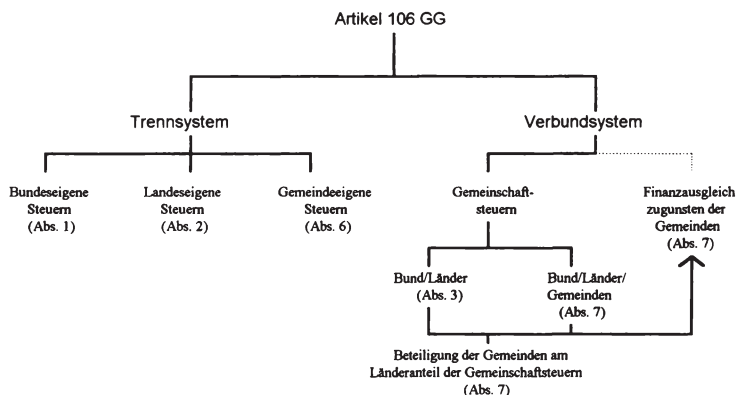 Artikel 106 GG
Trennsystem
Verbundsystem
Bundeseigene
Steuern
(Abs. 1)
Landeseigene
Steuern
(Abs. 2)
Gemeindeeigene
Steuern
(Abs. 6)
Gemeinschaft-
steuern
Finanzausgleich
zugunsten der
Gemeinden
(Abs. 7)
Bund/Länder
(Abs. 3)
Bund/Länder/
Gemeinden
(Abs. 7)
Beteiligung der Gemeinden am
Länderanteil der Gemeinschaftsteuern
(Abs. 7)